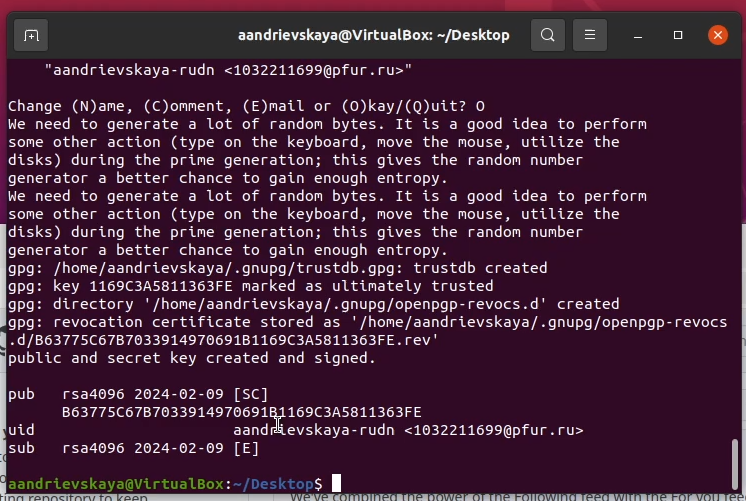 aandrievskaya@VirtualBox: ~/Desktop
"aandrievskaya-rudn <1032211699@pfur.ru>"
Change (N)ame, (C)omment, (E)mail or (O)kay/(Q)uit? O
We need to generate a lot of random bytes. It is a good idea to perform
some other action (type on the keyboard, move the mouse, utilize the
disks) during the prime generation; this gives the random number
generator a better chance to gain enough entropy.
We need to generate a lot of random bytes. It is a good idea to perform
some other action (type on the keyboard, move the mouse, utilize the
disks) during the prime generation; this gives the random number
generator a better chance to gain enough entropy.
gpg: /home/aandrievskaya/.gnupg/trustdb.gpg: trustdb created
gpg: key 1169C3A5811363FE marked as ultimately trusted
gpg: directory '/home/aandrievskaya/.gnupg/openpgp-revocs.d' created
gpg: revocation certificate stored as '/home/aandrievskaya/.gnupg/openpgp-revocs
.d/B63775C67B7033914970691B1169C3A5811363FE.rev'
public and secret key created and signed.
pub rsa4096 2024-02-09 [SC]
B63775C67B7033914970691B1169C3A5811363FE
uid aandrievskaya-rudn <1032211699@pfur.ru>
sub rsa4096 2024-02-09 [E]
aandrievskaya@VirtualBox:~/Desktop$